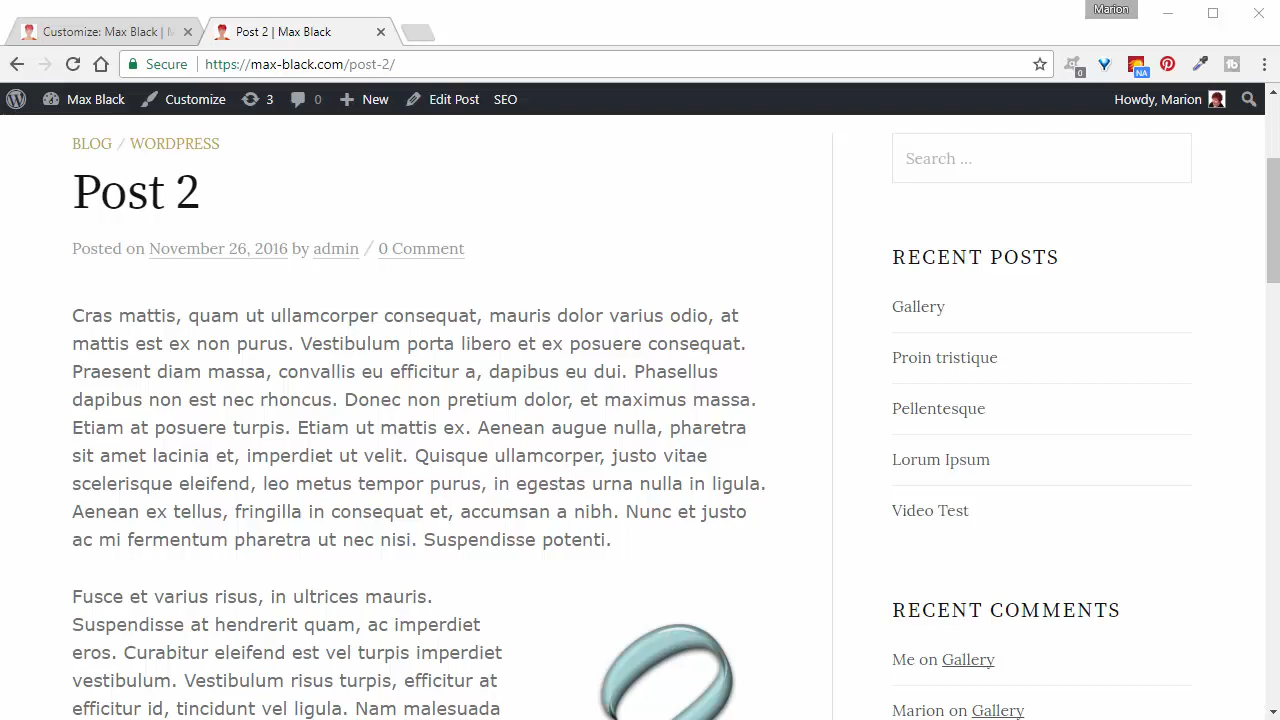 Marion
Customize: Max Black |
Post 2 | Max Black
Secure https://max-black.com/post-2/
0
NA
Max Black Customize 3 0 New Edit Post SEO Howdy, Marion
BLOG / WORDPRESS
Post 2
Posted on November 26, 2016 by admin / 0 Comment
Cras mattis, quam ut ullamcorper consequat, mauris dolor varius odio, at
mattis est ex non purus. Vestibulum porta libero et ex posuere consequat.
Praesent diam massa, convallis eu efficitur a, dapibus eu dui. Phasellus
dapibus non est nec rhoncus. Donec non pretium dolor, et maximus massa.
Etiam at posuere turpis. Etiam ut mattis ex. Aenean augue nulla, pharetra
sit amet lacinia et, imperdiet ut velit. Quisque ullamcorper, justo vitae
scelerisque eleifend, leo metus tempor purus, in egestas urna nulla in ligula.
Aenean ex tellus, fringilla in consequat et, accumsan a nibh. Nunc et justo
ac mi fermentum pharetra ut nec nisi. Suspendisse potenti.
Fusce et varius risus, in ultrices mauris.
Suspendisse at hendrerit quam, ac imperdiet
eros. Curabitur eleifend est vel turpis imperdiet
vestibulum. Vestibulum risus turpis, efficitur at
efficitur id, tincidunt vel ligula. Nam malesuada
Search ...
RECENT POSTS
Gallery
Proin tristique
Pellentesque
Lorum Ipsum
Video Test
RECENT COMMENTS
Me on Gallery
Marion on Gallery